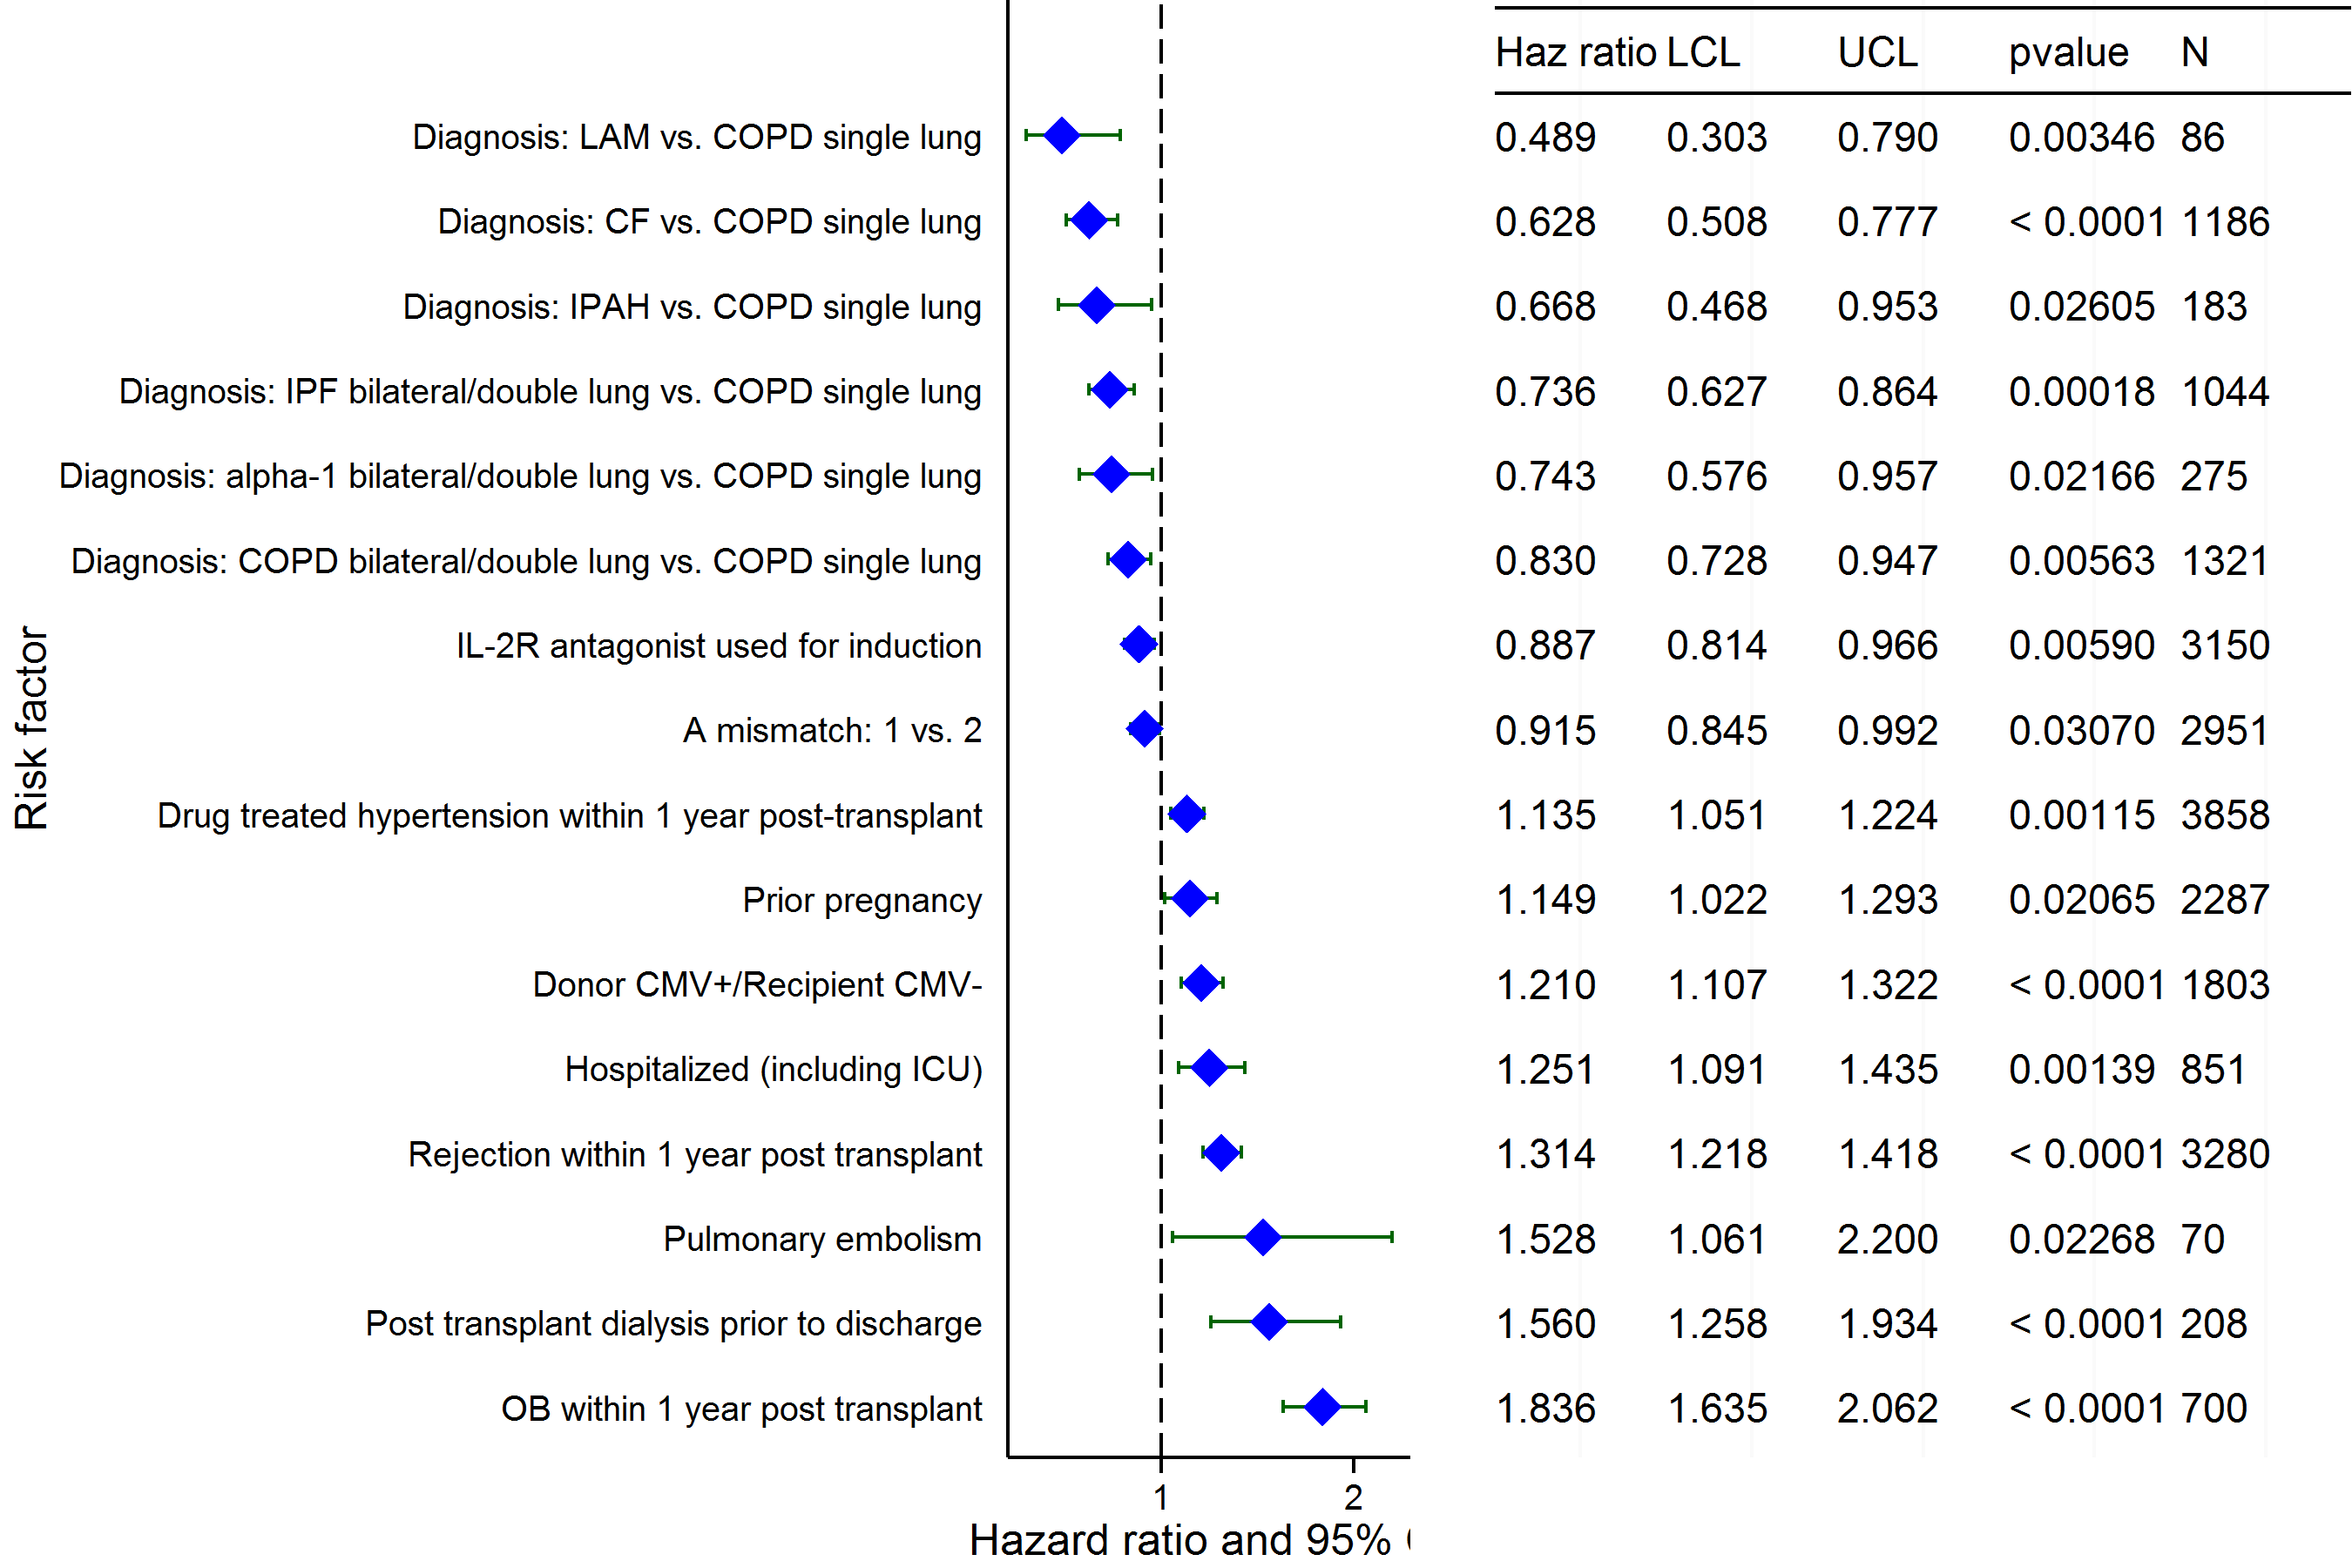 Haz ratio LCL UCL pvalue N
Diagnosis: LAM vs. COPD single lung 0.489 0.303 0.790 0.00346 86
Diagnosis: CF vs. COPD single lung 0.628 0.508 0.777 < 0.0001 1186
Diagnosis: IPAH vs. COPD single lung 0.668 0.468 0.953 0.02605 183
Diagnosis: IPF bilateral/double lung vs. COPD single lung 0.736 0.627 0.864 0.00018 1044
Diagnosis: alpha-1 bilateral/double lung vs. COPD single lung 0.743 0.576 0.957 0.02166 275
Diagnosis: COPD bilateral/double lung vs. COPD single lung 0.830 0.728 0.947 0.00563 1321
IL-2R antagonist used for induction 0.887 0.814 0.966 0.00590 3150
A mismatch: 1 vs. 2 0.915 0.845 0.992 0.03070 2951
Drug treated hypertension within 1 year post-transplant 1.135 1.051 1.224 0.00115 3858
Prior pregnancy 1.149 1.022 1.293 0.02065 2287
Donor CMV+/Recipient CMV- 1.210 1.107 1.322 < 0.0001 1803
Hospitalized (including ICU) 1.251 1.091 1.435 0.00139 851
Rejection within 1 year post transplant 1.314 1.218 1.418 < 0.0001 3280
Pulmonary embolism 1.528 1.061 2.200 0.02268 70
Post transplant dialysis prior to discharge 1.560 1.258 1.934 < 0.0001 208
OB within 1 year post transplant 1.836 1.635 2.062 < 0.0001 700
Risk factor
1 2
Hazard ratio and 95%